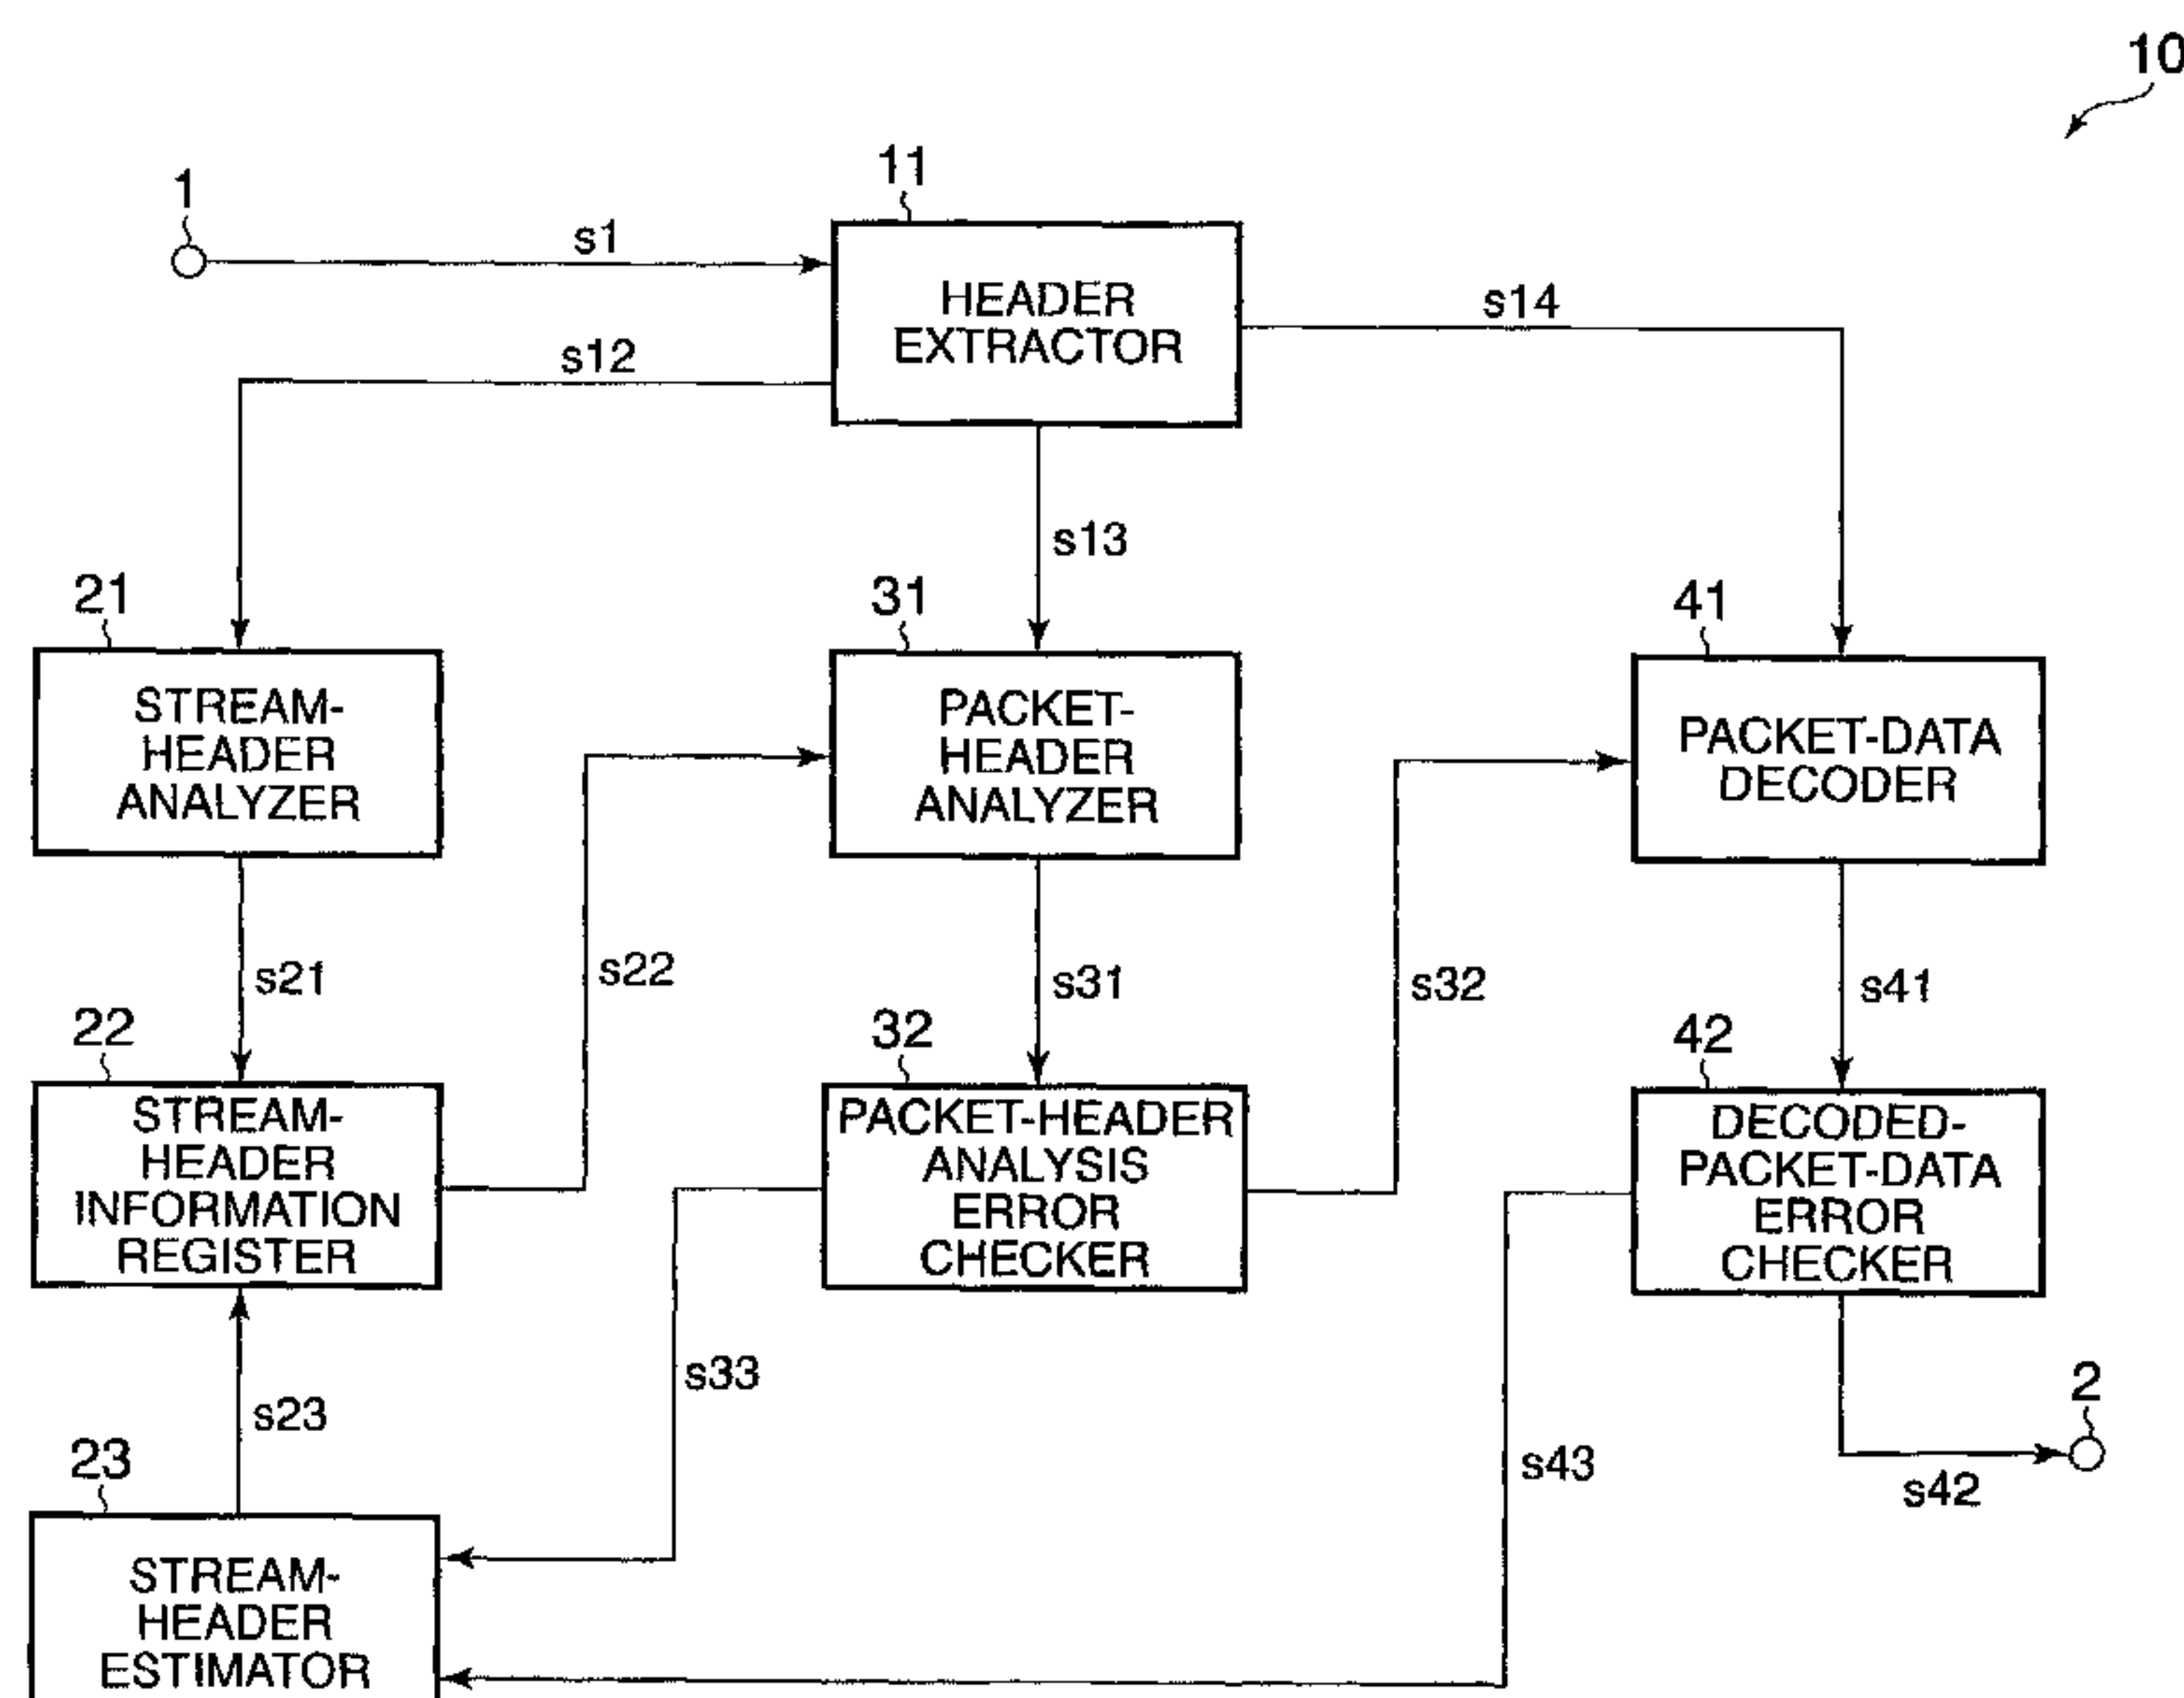 10
1
11
s1
HEADER
EXTRACTOR
s14
s12
s13
21
31
41
STREAM-
HEADER
ANALYZER
PACKET-
HEADER
ANALYZER
PACKET-DATA
DECODER
s21
s22
s31
s32
s41
22
32
42
STREAM-
HEADER
INFORMATION
REGISTER
PACKET-HEADER
ANALYSIS
ERROR
CHECKER
DECODED-
PACKET-DATA
ERROR
CHECKER
s23
s33
s43
2
s42
23
STREAM-
HEADER
ESTIMATOR